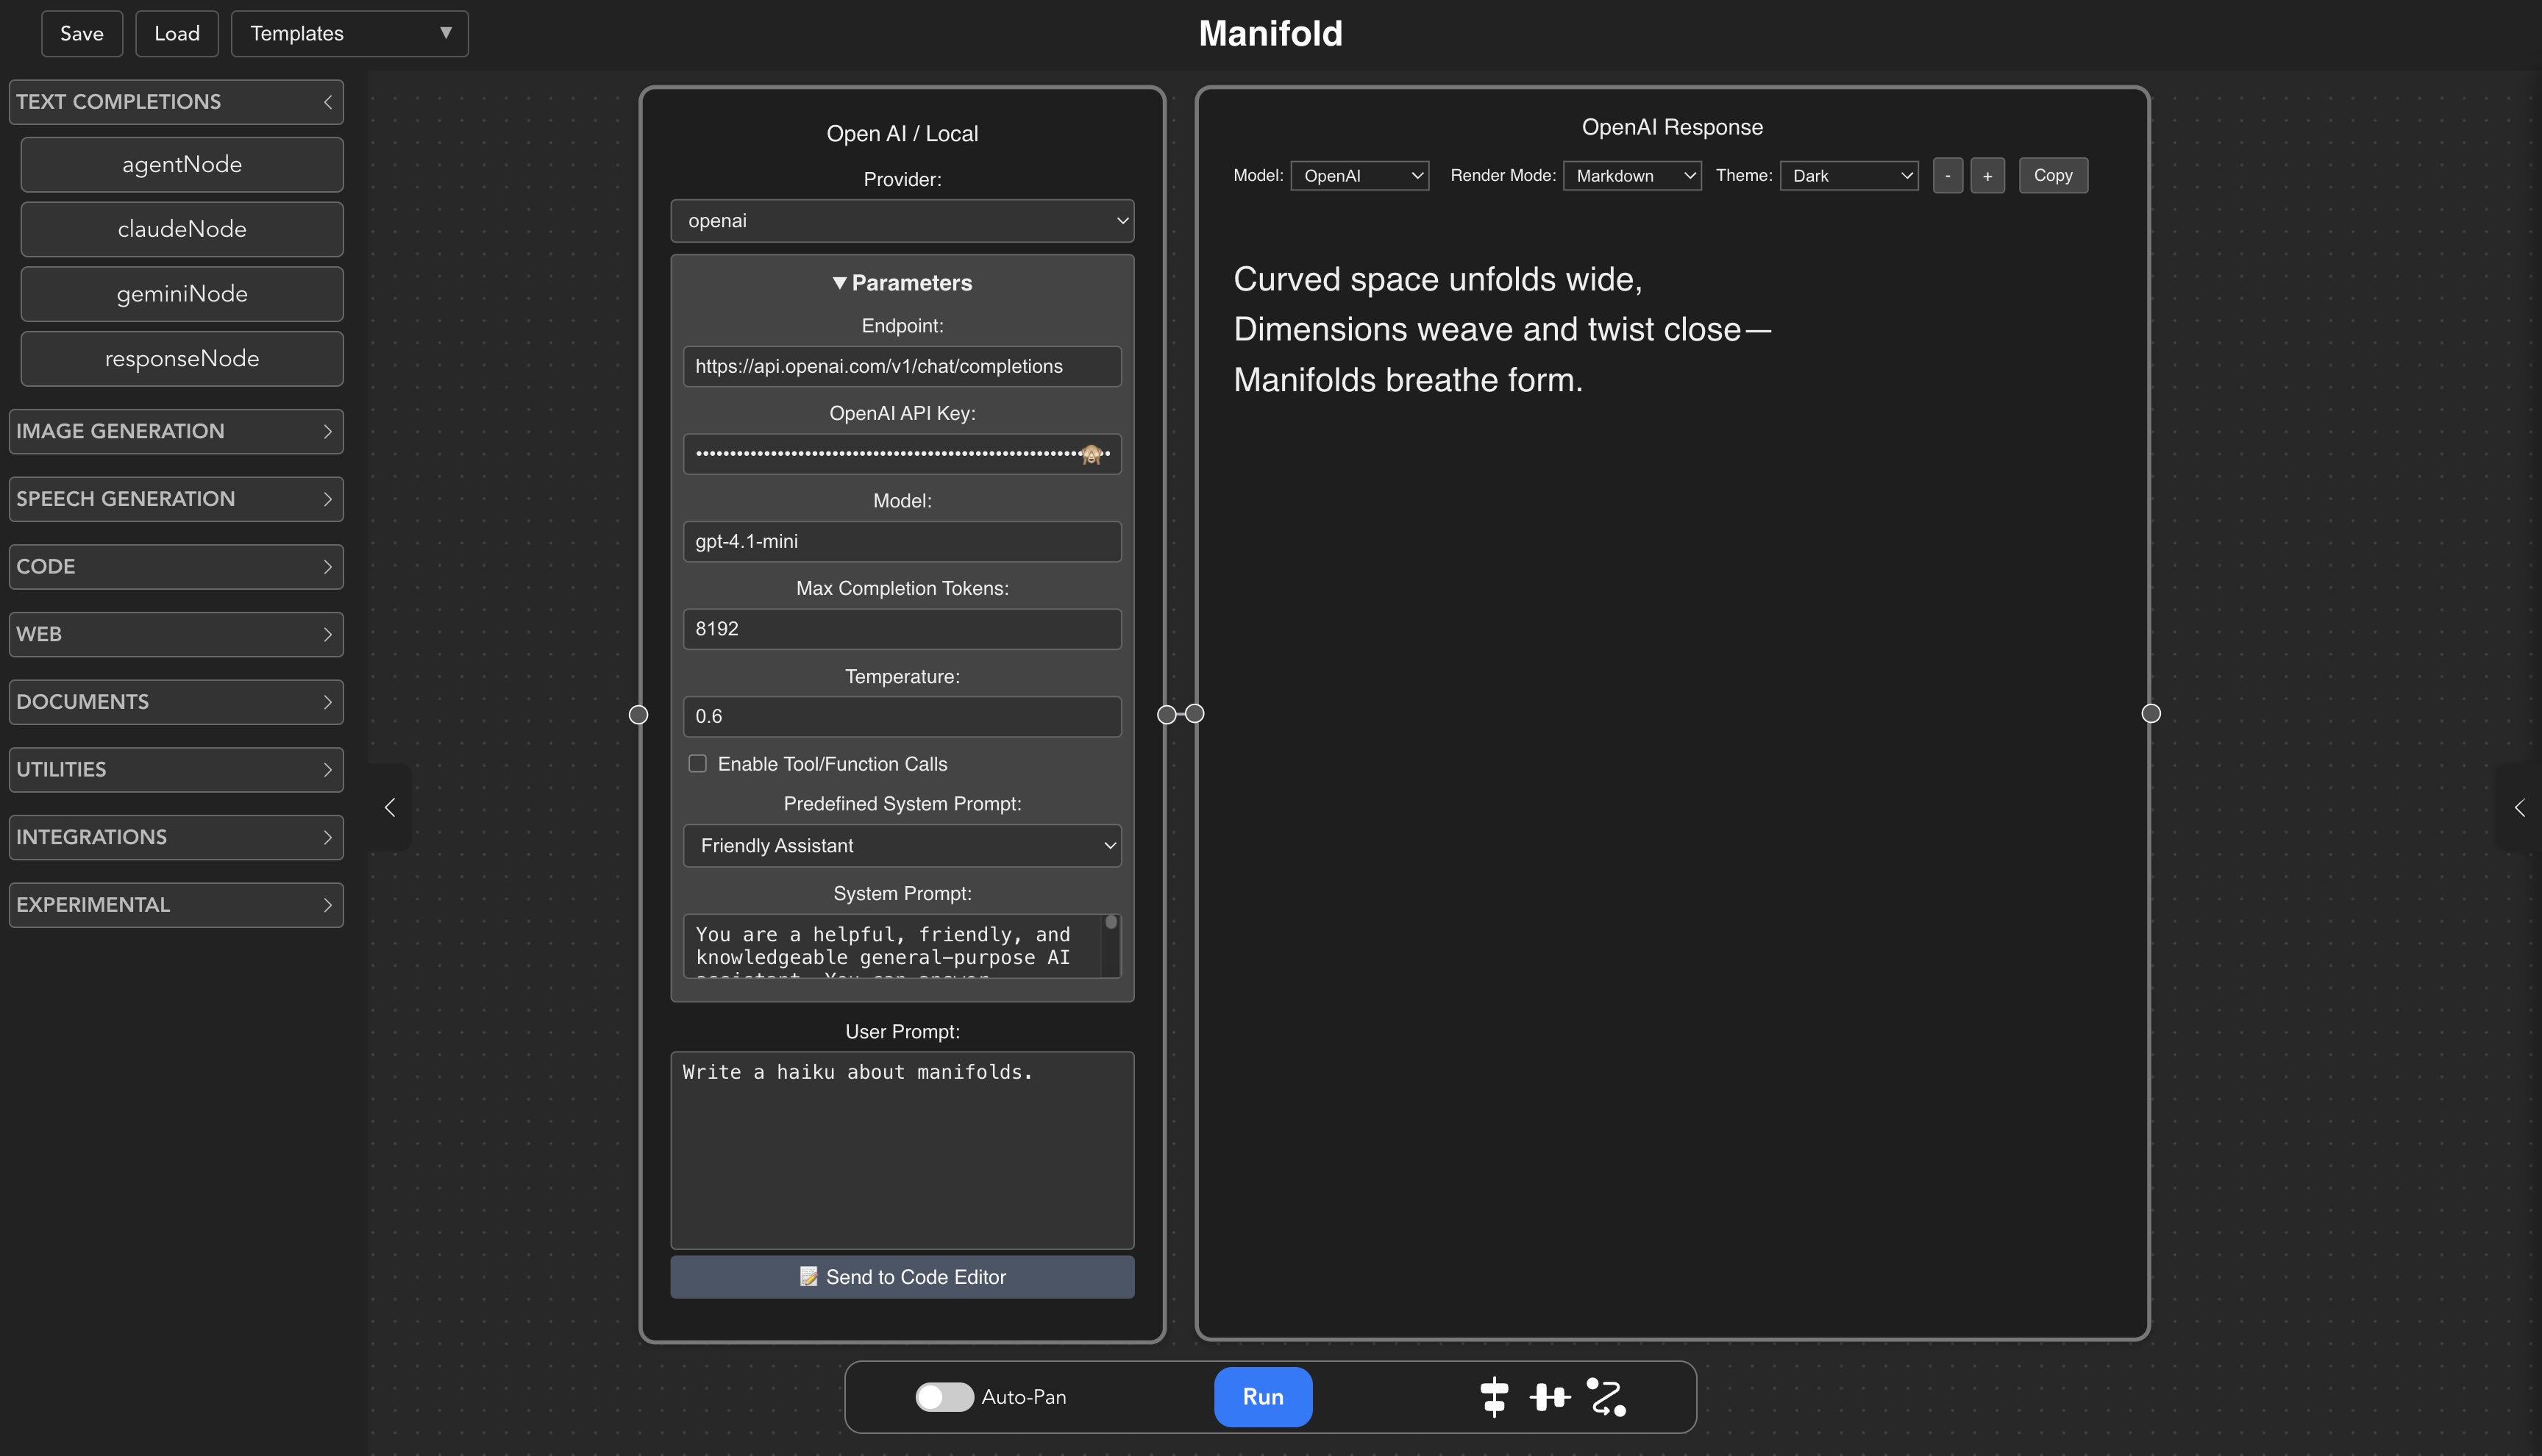 Save
Load
Templates
Manifold
TEXT COMPLETIONS
agentNode
claudeNode
geminiNode
responseNode
IMAGE GENERATION
SPEECH GENERATION
CODE
WEB
DOCUMENTS
UTILITIES
INTEGRATIONS
EXPERIMENTAL
Open AI / Local
Provider:
openai
Parameters
Endpoint:
https://api.openai.com/v1/chat/completions
OpenAI API Key:
Model:
gpt-4.1-mini
Max Completion Tokens:
8192
Temperature:
0.6
Enable Tool/Function Calls
Predefined System Prompt:
Friendly Assistant
System Prompt:
You are a helpful, friendly, and
knowledgeable general-purpose AI
assistant. You can answer
User Prompt:
Write a haiku about manifolds.
Send to Code Editor
OpenAI Response
Model: OpenAI Render Mode: Markdown Theme: Dark - + Copy
Curved space unfolds wide,
Dimensions weave and twist close—
Manifolds breathe form.
Auto-Pan
Run